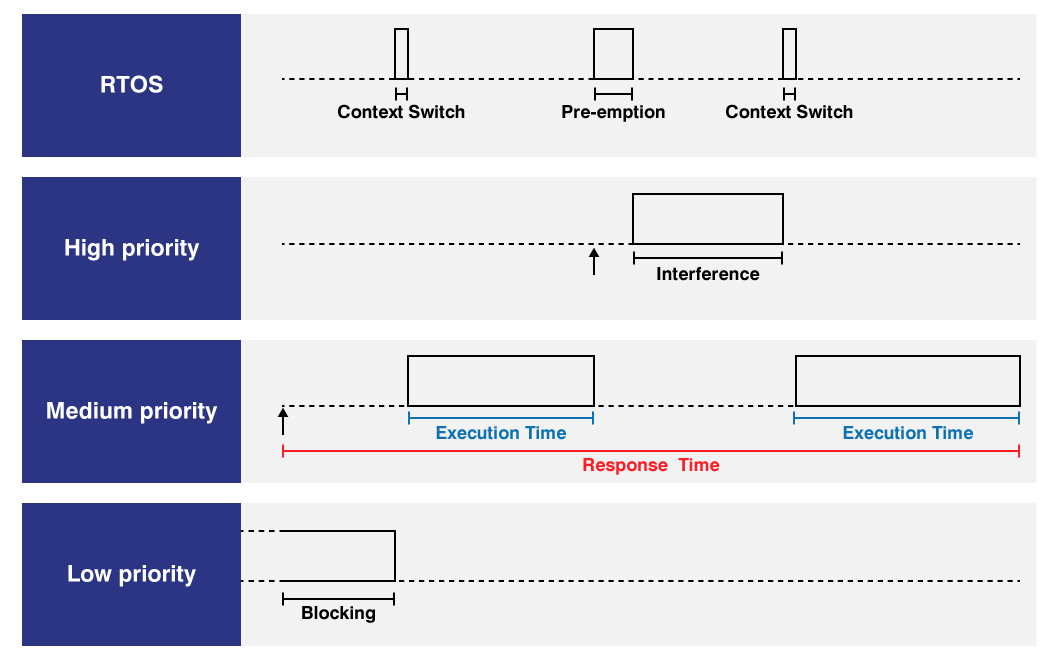 RTOS
Context Switch
Pre-emption
Context Switch
High priority
Interference
Medium priority
Execution Time
Execution Time
Response Time
Low priority
Blocking